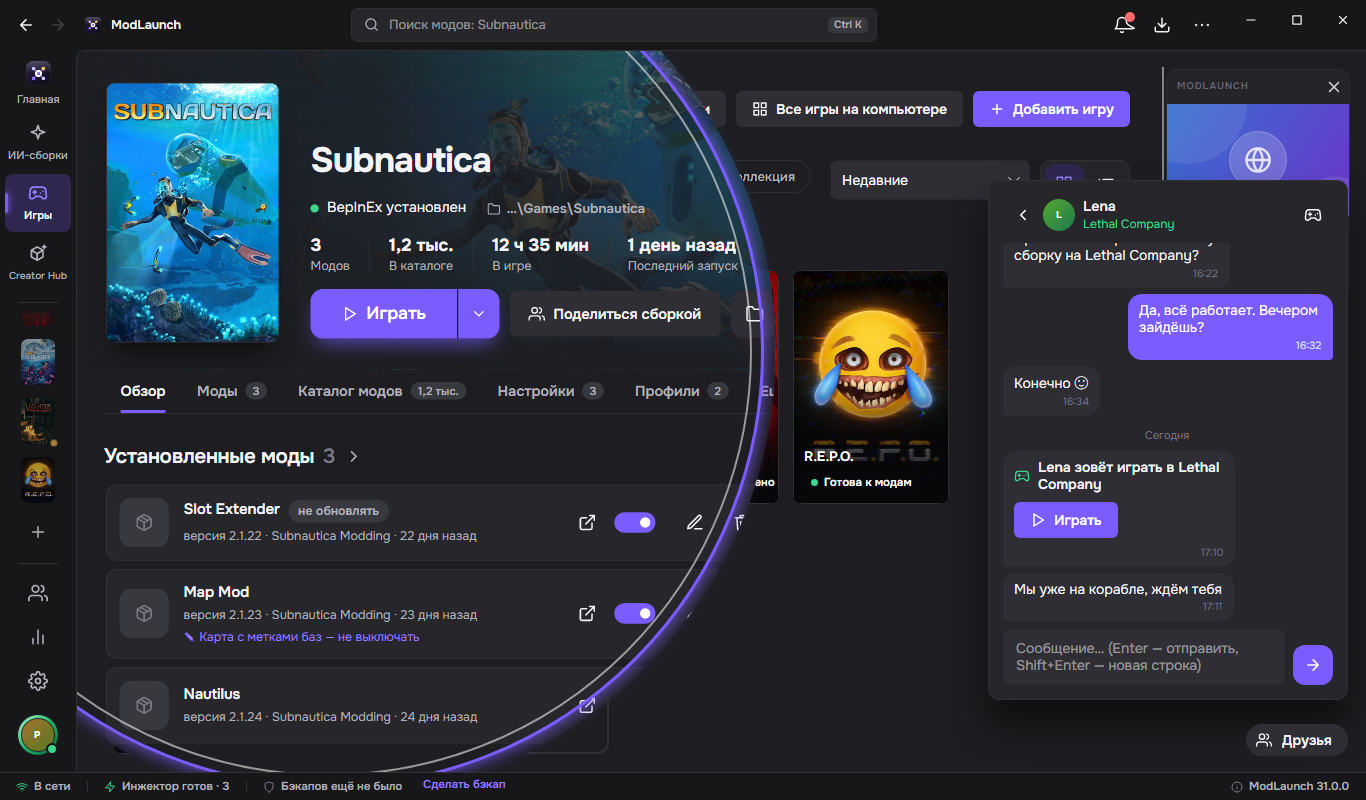 ModLaunch
Поиск модов: Subnautica
Ctrl K
Главная
ИИ-сборки
Игры
Creator Hub
P
SUBNAUTICA
Subnautica
BepInEx установлен
...\Games\Subnautica
3
Модов
1,2 тыс.
В каталоге
12 ч 35 мин
В игре
1 день назад
Последний запуск
Играть
Поделиться сборкой
Обзор
Моды 3
Каталог модов 1,2 тыс.
Настройки 3
Профили 2
Установленные моды 3
Slot Extender не обновлять
версия 2.1.22 · Subnautica Modding · 22 дня назад
Map Mod
версия 2.1.23 · Subnautica Modding · 23 дня назад
Карта с метками баз — не выключать
Nautilus
версия 2.1.24 · Subnautica Modding · 24 дня назад
Все игры на компьютере
Добавить игру
Недавние
R.E.P.O.
R.E.P.O.
Готова к модам
MODLAUNCH
L
Lena
Lethal Company
сборку на Lethal Company?
16:22
Да, всё работает. Вечером
зайдёшь?
16:32
Конечно
16:34
Сегодня
Lena зовёт играть в Lethal
Company
Играть
17:10
Мы уже на корабле, ждём тебя
17:11
Сообщение... (Enter — отправить,
Shift+Enter — новая строка)
Друзья
В сети
Инжектор готов · 3
Бэкапов ещё не было
Сделать бэкап
ModLaunch 31.0.0